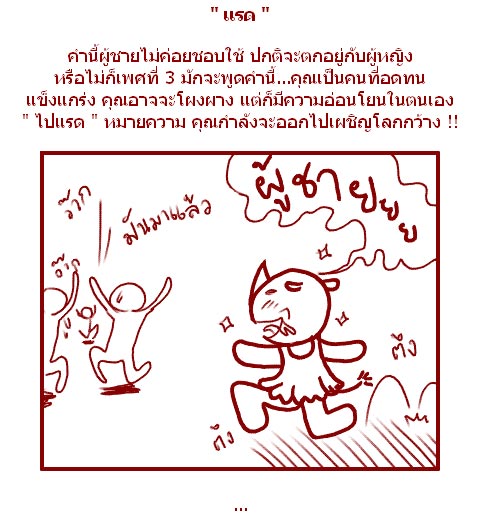 " แรด "
คำนี้ผู้ชายไม่ค่อยชอบใช้ ปกติจะตกอยู่กับผู้หญิง
หรือไม่ก็เพศที่ 3 มักจะพูดคำนี้...คุณเป็นคนที่อดทน
แข็งแกร่ง คุณอาจจะโผงผาง แต่ก็มีความอ่อนโยนในตนเอง
" ไปแรด " หมายความ คุณกำลังจะออกไปเผชิญโลกกว้าง !!
ผู้ชายยย
ว๊าก
มันมาแล้ว
ว๊าก
ตึง
ตึง
...